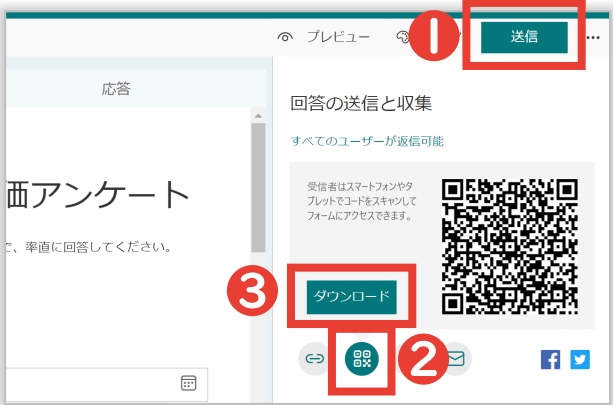 プレビュー
1
送信
応答
回答の送信と収集
すべてのユーザーが返信可能
価アンケート
受信者はスマートフォンやタ
ブレットでコードをスキャンして
フォームにアクセスできます。
で、率直に回答してください。
3
ダウンロード
2